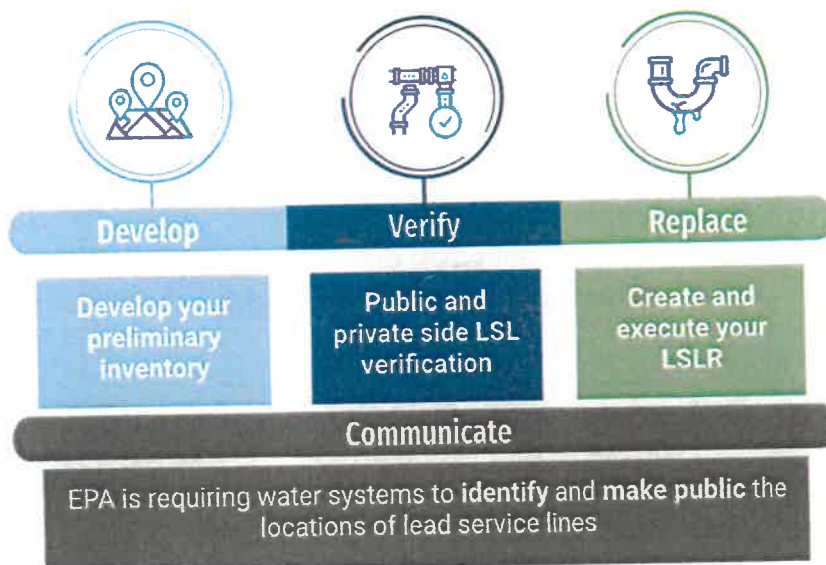 Develop
Verify
Replace
Develop your
preliminary
inventory
Public and
private side LSL
verification
Create and
execute your
LSLR
Communicate
EPA is requiring water systems to identify and make public the
locations of lead service lines